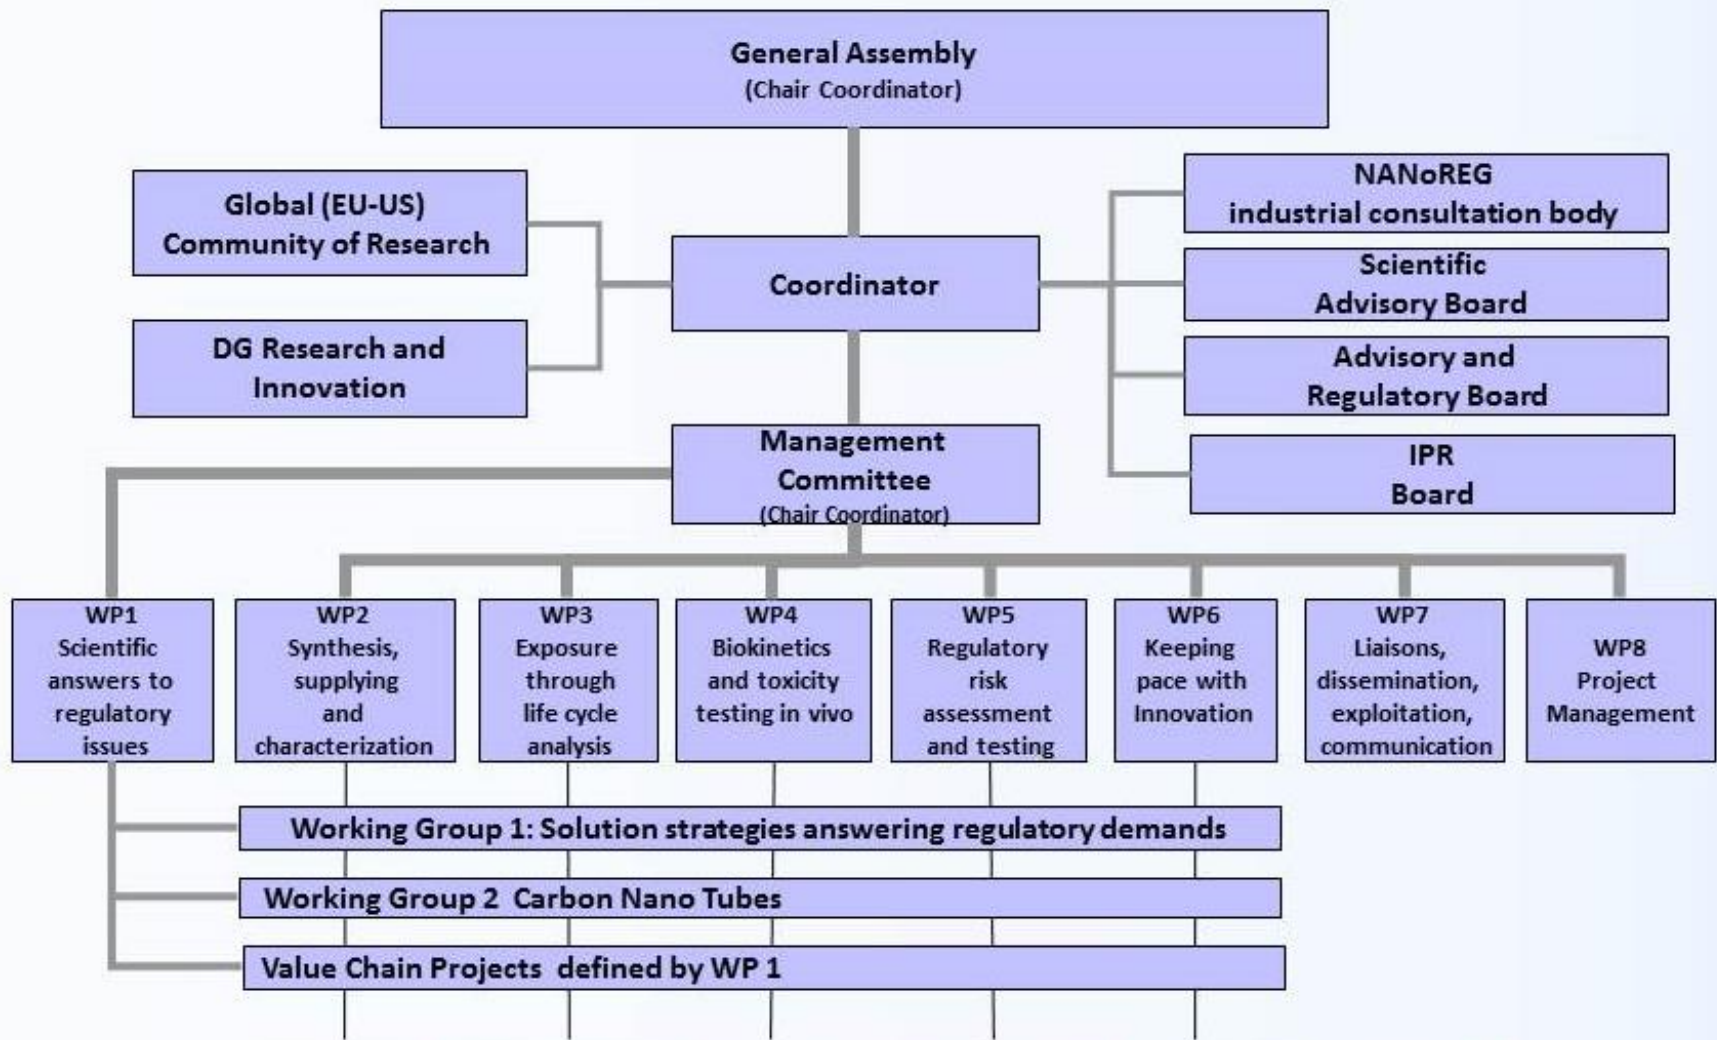 General Assembly
(Chair Coordinator)
Global (EU-US)
Community of Research
DG Research and
Innovation
Coordinator
NANoREG
industrial consultation body
Scientific
Advisory Board
Advisory and
Regulatory Board
IPR
Board
Management
Committee
(Chair Coordinator)
WP1
Scientific
answers to
regulatory
issues
WP2
Synthesis,
supplying
and
characterization
WP3
Exposure
through
life cycle
analysis
WP4
Biokinetics
and toxicity
testing in vivo
WP5
Regulatory
risk
assessment
and testing
WP6
Keeping
pace with
Innovation
WP7
Liaisons,
dissemination,
exploitation,
communication
WP8
Project
Management
Working Group 1: Solution strategies answering regulatory demands
Working Group 2  Carbon Nano Tubes
Value Chain Projects  defined by WP 1